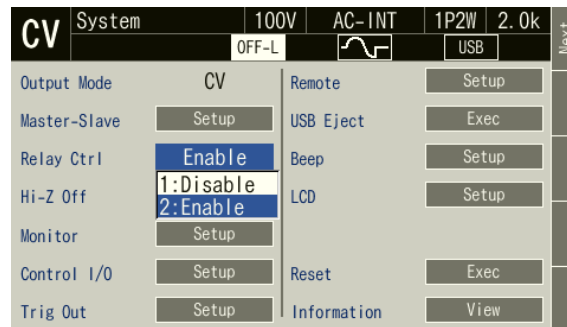 CV System 100V AC-INT 1P2W 2.0k Next
OFF-L USB
Output Mode CV Remote Setup
Master-Slave Setup USB Eject Exec
Relay Ctrl Enable Beep Setup
1:Disable
Hi-Z Off LCD Setup
2:Enable
Monitor Setup
Control I/O Setup Reset Exec
Trig Out Setup Information View